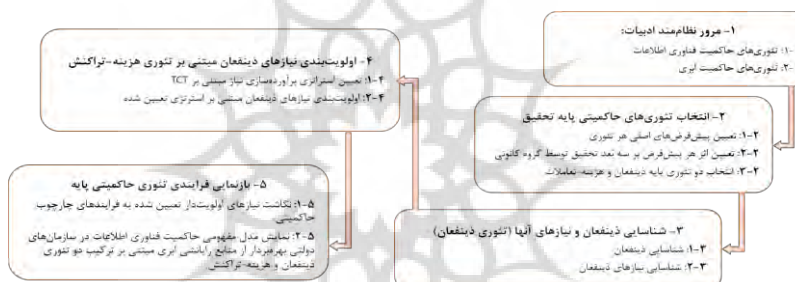 ۱- مرور نظام‌مند ادبیات:
۱-: تئوری‌های حاکمیت فناوری اطلاعات
۲-: تئوری‌های حاکمیت ابری
۲- انتخاب تئوری‌های حاکمیتی پایه تحقیق
۲-۱: تعیین پیش‌فرض‌های اصلی هر تئوری
۲-۲: تعیین اثر هر پیش‌فرض بر سه بُعد تحقیق توسط گروه کانونی
۲-۳: انتخاب دو تئوری پایه ذینفعان و هزینه-تعاملات
۳- شناسایی ذینفعان و نیازهای آنها (تئوری ذینفعان)
۳-۱: شناسایی ذینفعان
۳-۲: شناسایی نیازهای ذینفعان
۴- اولویت‌بندی نیازهای ذینفعان مبتنی بر تئوری هزینه-تراکنش
۴-۱: تعیین استراتژی برآورده‌سازی نیاز مبتنی بر TCT
۴-۲: اولویت‌بندی نیازهای ذینفعان مبتنی بر استرتژی تعیین شده
۵- بازنمایی فرایندی تئوری حاکمیتی پایه
۵-۱: نگاشت نیازهای اولویت‌دار تعیین شده به فرایندهای چارچوب
حاکمیتی
۵-۲: نمایش مدل مفهومی حاکمیت فناوری اطلاعات در سازمان‌های
دولتی بهره‌بردار از منابع رایانشی ابری مبتنی بر ترکیب دو تئوری
ذینفعان و هزینه-تراکنش